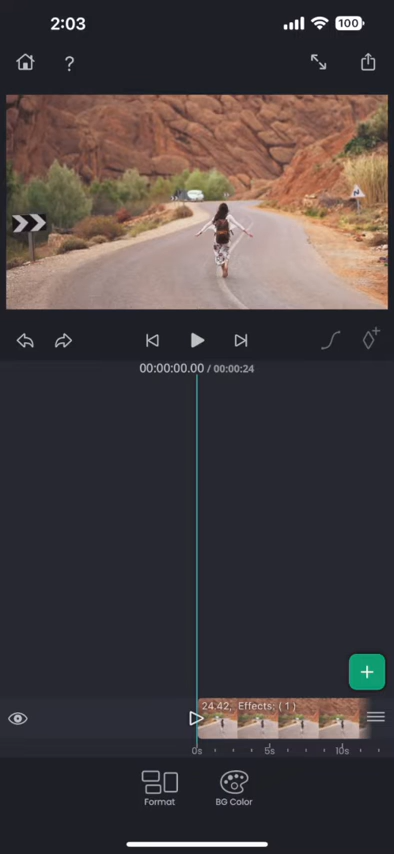 2:03
100
?
00:00:00.00 / 00:00:24
+
24.42, Effects: ( 1 )
0s
5s
10s
Format
BG Color